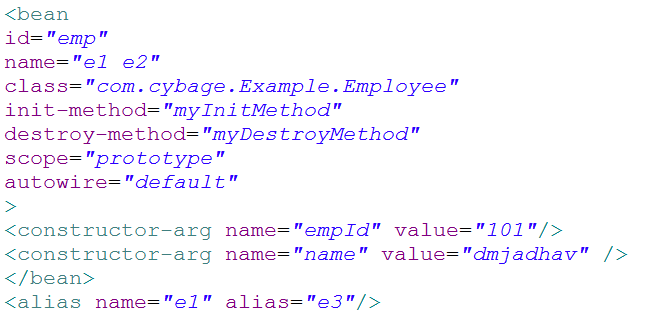 <bean
id="emp"
name="e1 e2"
class="com.cybage.Example.Employee"
init-method="myInitMethod"
destroy-method="myDestroyMethod"
scope="prototype"
autowire="default"
>
<constructor-arg name="empId" value="101"/>
<constructor-arg name="name" value="dmjadhav" />
</bean>
<alias name="e1" alias="e3"/>